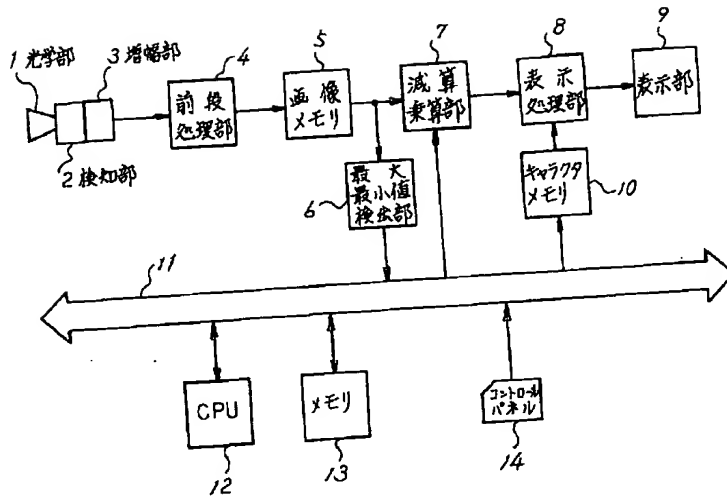 1 光学部
3 増幅部
2 検知部
4
前段
処理部
5
画像
メモリ
7
減算
乗算部
8
表示
処理部
9
表示部
6
最大
最小値
検出部
キャラクタ
メモリ
10
11
CPU
12
メモリ
13
コントロール
パネル
14